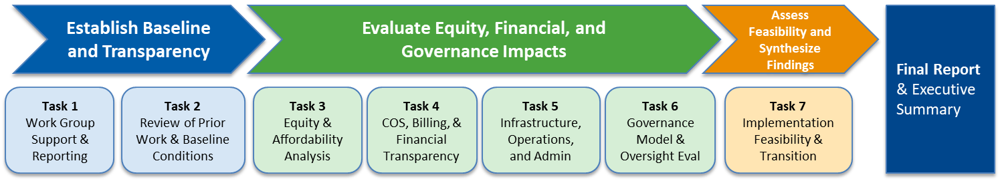 Establish Baseline
and Transparency
Evaluate Equity, Financial, and
Governance Impacts
Assess
Feasibility and
Synthesize
Findings
Final Report
& Executive
Summary
Task 1
Work Group
Support &
Reporting
Task 2
Review of Prior
Work & Baseline
Conditions
Task 3
Equity &
Affordability
Analysis
Task 4
COS, Billing, &
Financial
Transparency
Task 5
Infrastructure,
Operations,
and Admin
Task 6
Governance
Model &
Oversight Eval
Task 7
Implementation
Feasibility &
Transition